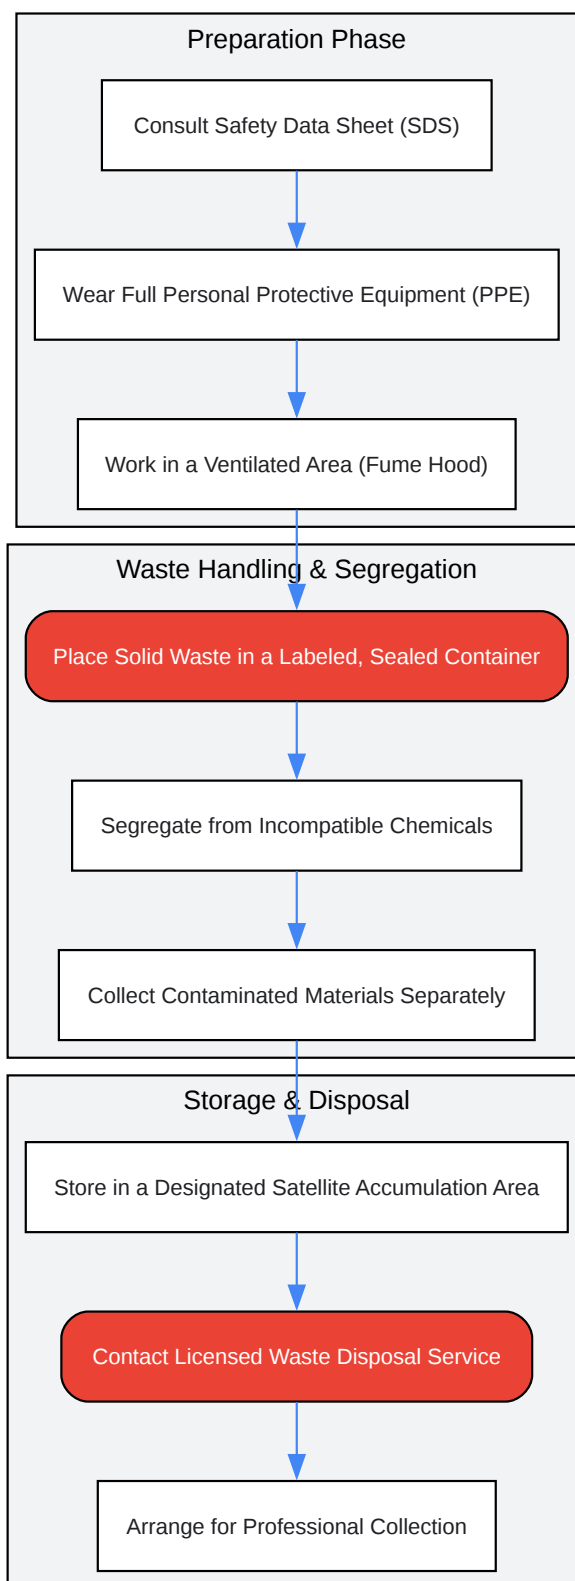 Preparation Phase
Consult Safety Data Sheet (SDS)
Wear Full Personal Protective Equipment (PPE)
Work in a Ventilated Area (Fume Hood)
Waste Handling & Segregation
Place Solid Waste in a Labeled, Sealed Container
Segregate from Incompatible Chemicals
Collect Contaminated Materials Separately
Storage & Disposal
Store in a Designated Satellite Accumulation Area
Contact Licensed Waste Disposal Service
Arrange for Professional Collection